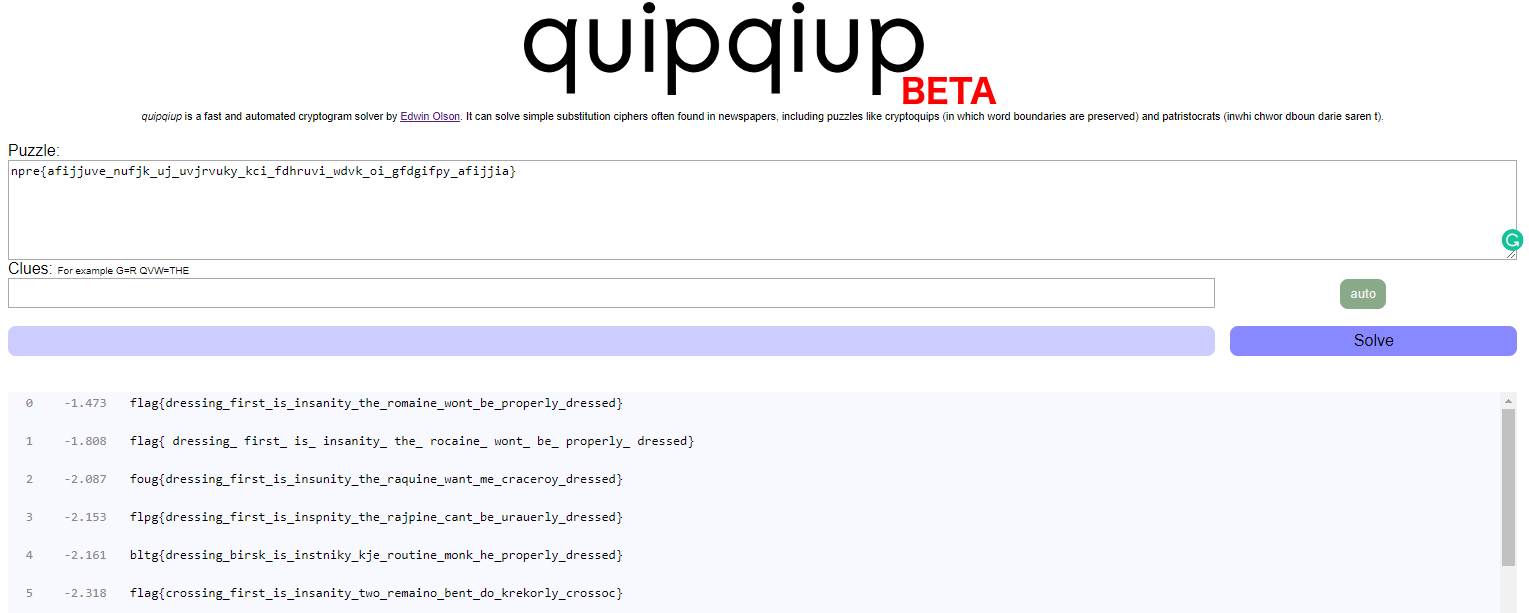 quipqiup
BETA
quipqiup is a fast and automated cryptogram solver by Edwin Olson. It can solve simple substitution ciphers often found in newspapers, including puzzles like cryptoquips (in which word boundaries are preserved) and patristocrats (inwhi chwor dboun darie saren t).
Puzzle:
npre{afijjuve_nufjk_uj_uvjrvuky_kci_fdhruvi_wdvk_oi_gfdgifpy_afijjia}
Clues: For example G=R QVW=THE
auto
Solve
0 -1.473 flag{dressing_first_is_insanity_the_romaine_wont_be_properly_dressed}
1 -1.808 flag{ dressing_ first_ is_ insanity_ the_ rocaine_ wont_ be_ properly_ dressed}
2 -2.087 foug{dressing_first_is_insunity_the_raquine_want_me_craceroy_dressed}
3 -2.153 flpg{dressing_first_is_inspnity_the_rajpine_cant_be_urauerly_dressed}
4 -2.161 bltg{dressing_birsk_is_instniky_kje_routine_monk_he_properly_dressed}
5 -2.318 flag{crossing_first_is_insanity_two_remaino_bent_do_krekorly_crossoc}